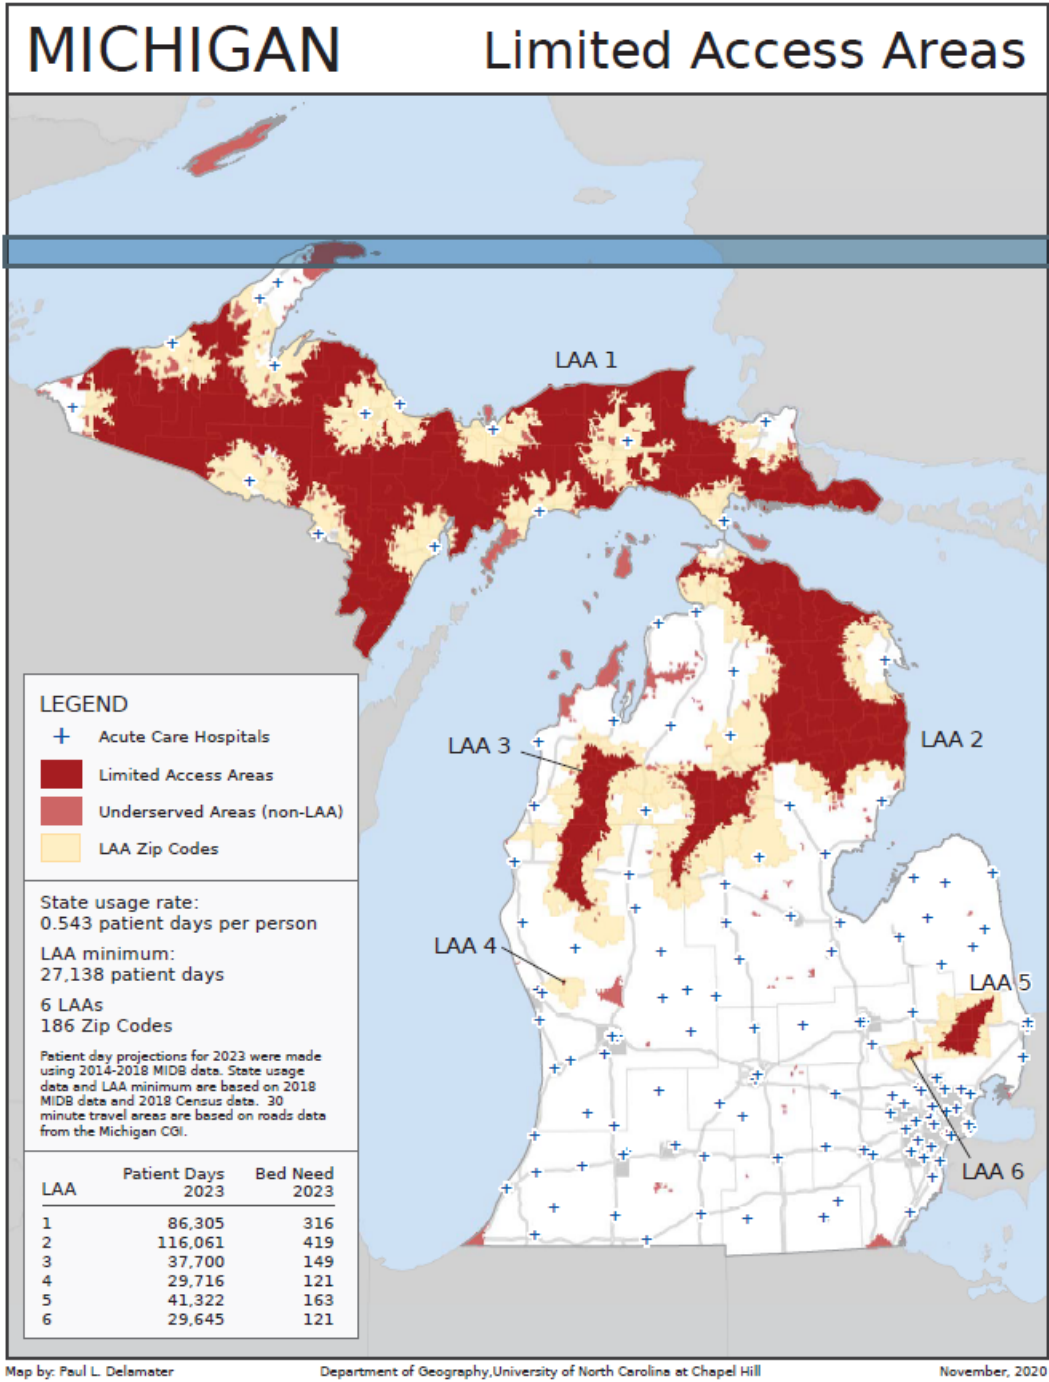 MICHIGAN Limited Access Areas
LAA 1
LAA 2
LAA 3
LAA 4
LAA 5
LAA 6
LEGEND
Acute Care Hospitals
Limited Access Areas
Underserved Areas (non-LAA)
LAA Zip Codes
State usage rate:
0.543 patient days per person
LAA minimum:
27,138 patient days
6 LAAs
186 Zip Codes
Patient day projections for 2023 were made
using 2014-2018 MIDB data. State usage
data and LAA minimum are based on 2018
MIDB data and 2018 Census data. 30
minute travel areas are based on roads data
from the Michigan CGI.
Patient Days Bed Need
LAA 2023 2023
1 86,305 316
2 116,061 419
3 37,700 149
4 29,716 121
5 41,322 163
6 29,645 121
Map by: Paul L. Delamater Department of Geography,University of North Carolina at Chapel Hill November, 2020